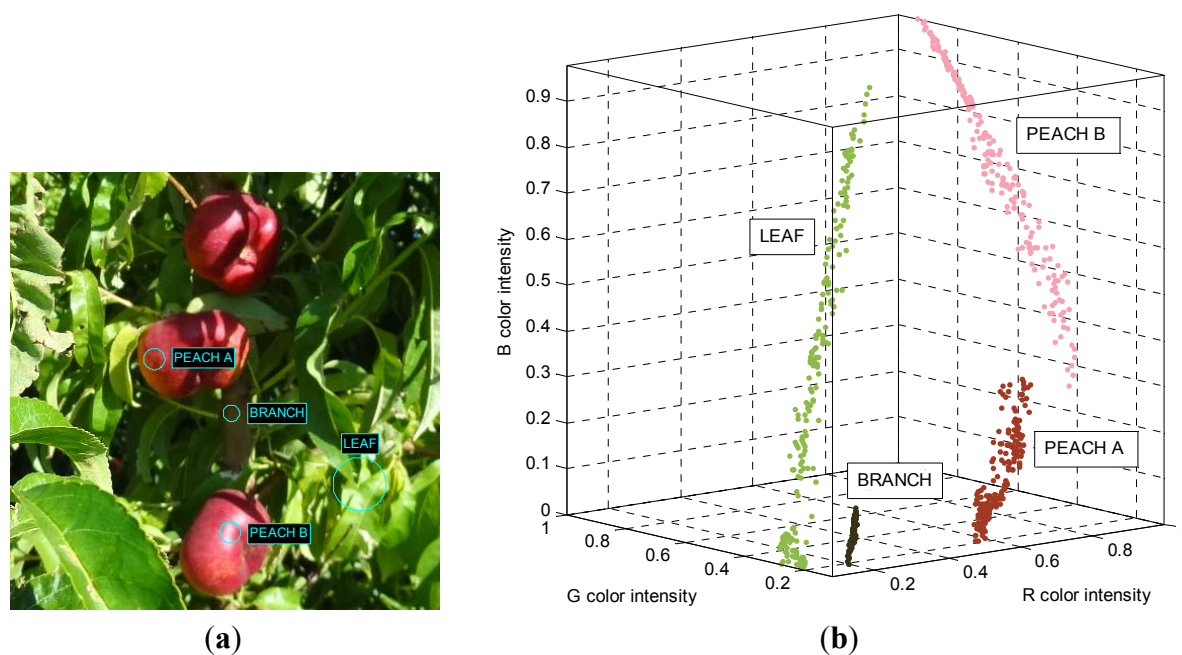 PEACH A
BRANCH
LEAF
PEACH B
(a)
B color intensity
0.9
0.8
0.7
0.6
0.5
0.4
0.3
0.2
0.1
0
1
0.8
0.6
0.4
0.2
G color intensity
0.2
0.4
0.6
0.8
R color intensity
PEACH B
LEAF
PEACH A
BRANCH
(b)